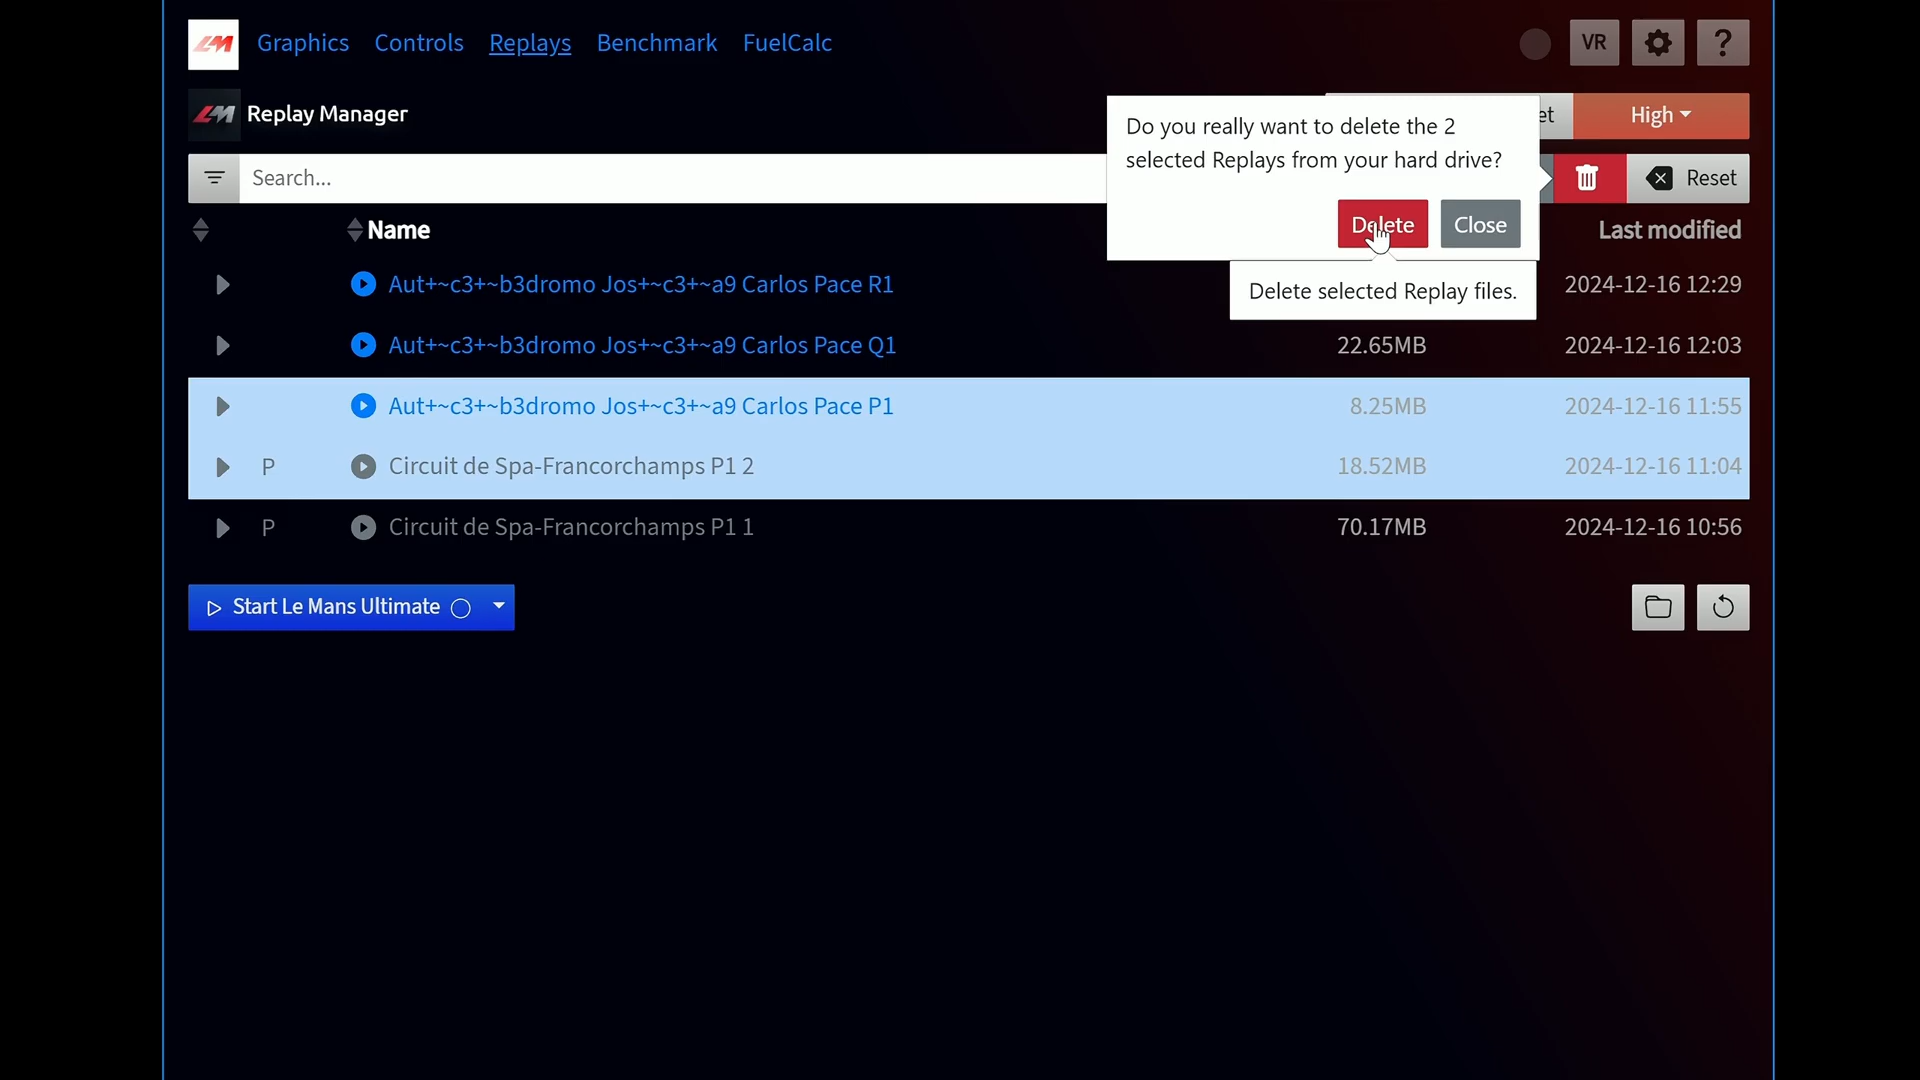 LM Graphics Controls Replays Benchmark FuelCalc VR ?
LM Replay Manager
et High
Do you really want to delete the 2
selected Replays from your hard drive?
Search... Reset
Delete Close
Name Last modified
Delete selected Replay files.
Aut+~c3+~b3dromo Jos+~c3+~a9 Carlos Pace R1 2024-12-16 12:29
Aut+~c3+~b3dromo Jos+~c3+~a9 Carlos Pace Q1 22.65MB 2024-12-16 12:03
Aut+~c3+~b3dromo Jos+~c3+~a9 Carlos Pace P1 8.25MB 2024-12-16 11:55
P Circuit de Spa-Francorchamps P1 2 18.52MB 2024-12-16 11:04
P Circuit de Spa-Francorchamps P1 1 70.17MB 2024-12-16 10:56
Start Le Mans Ultimate